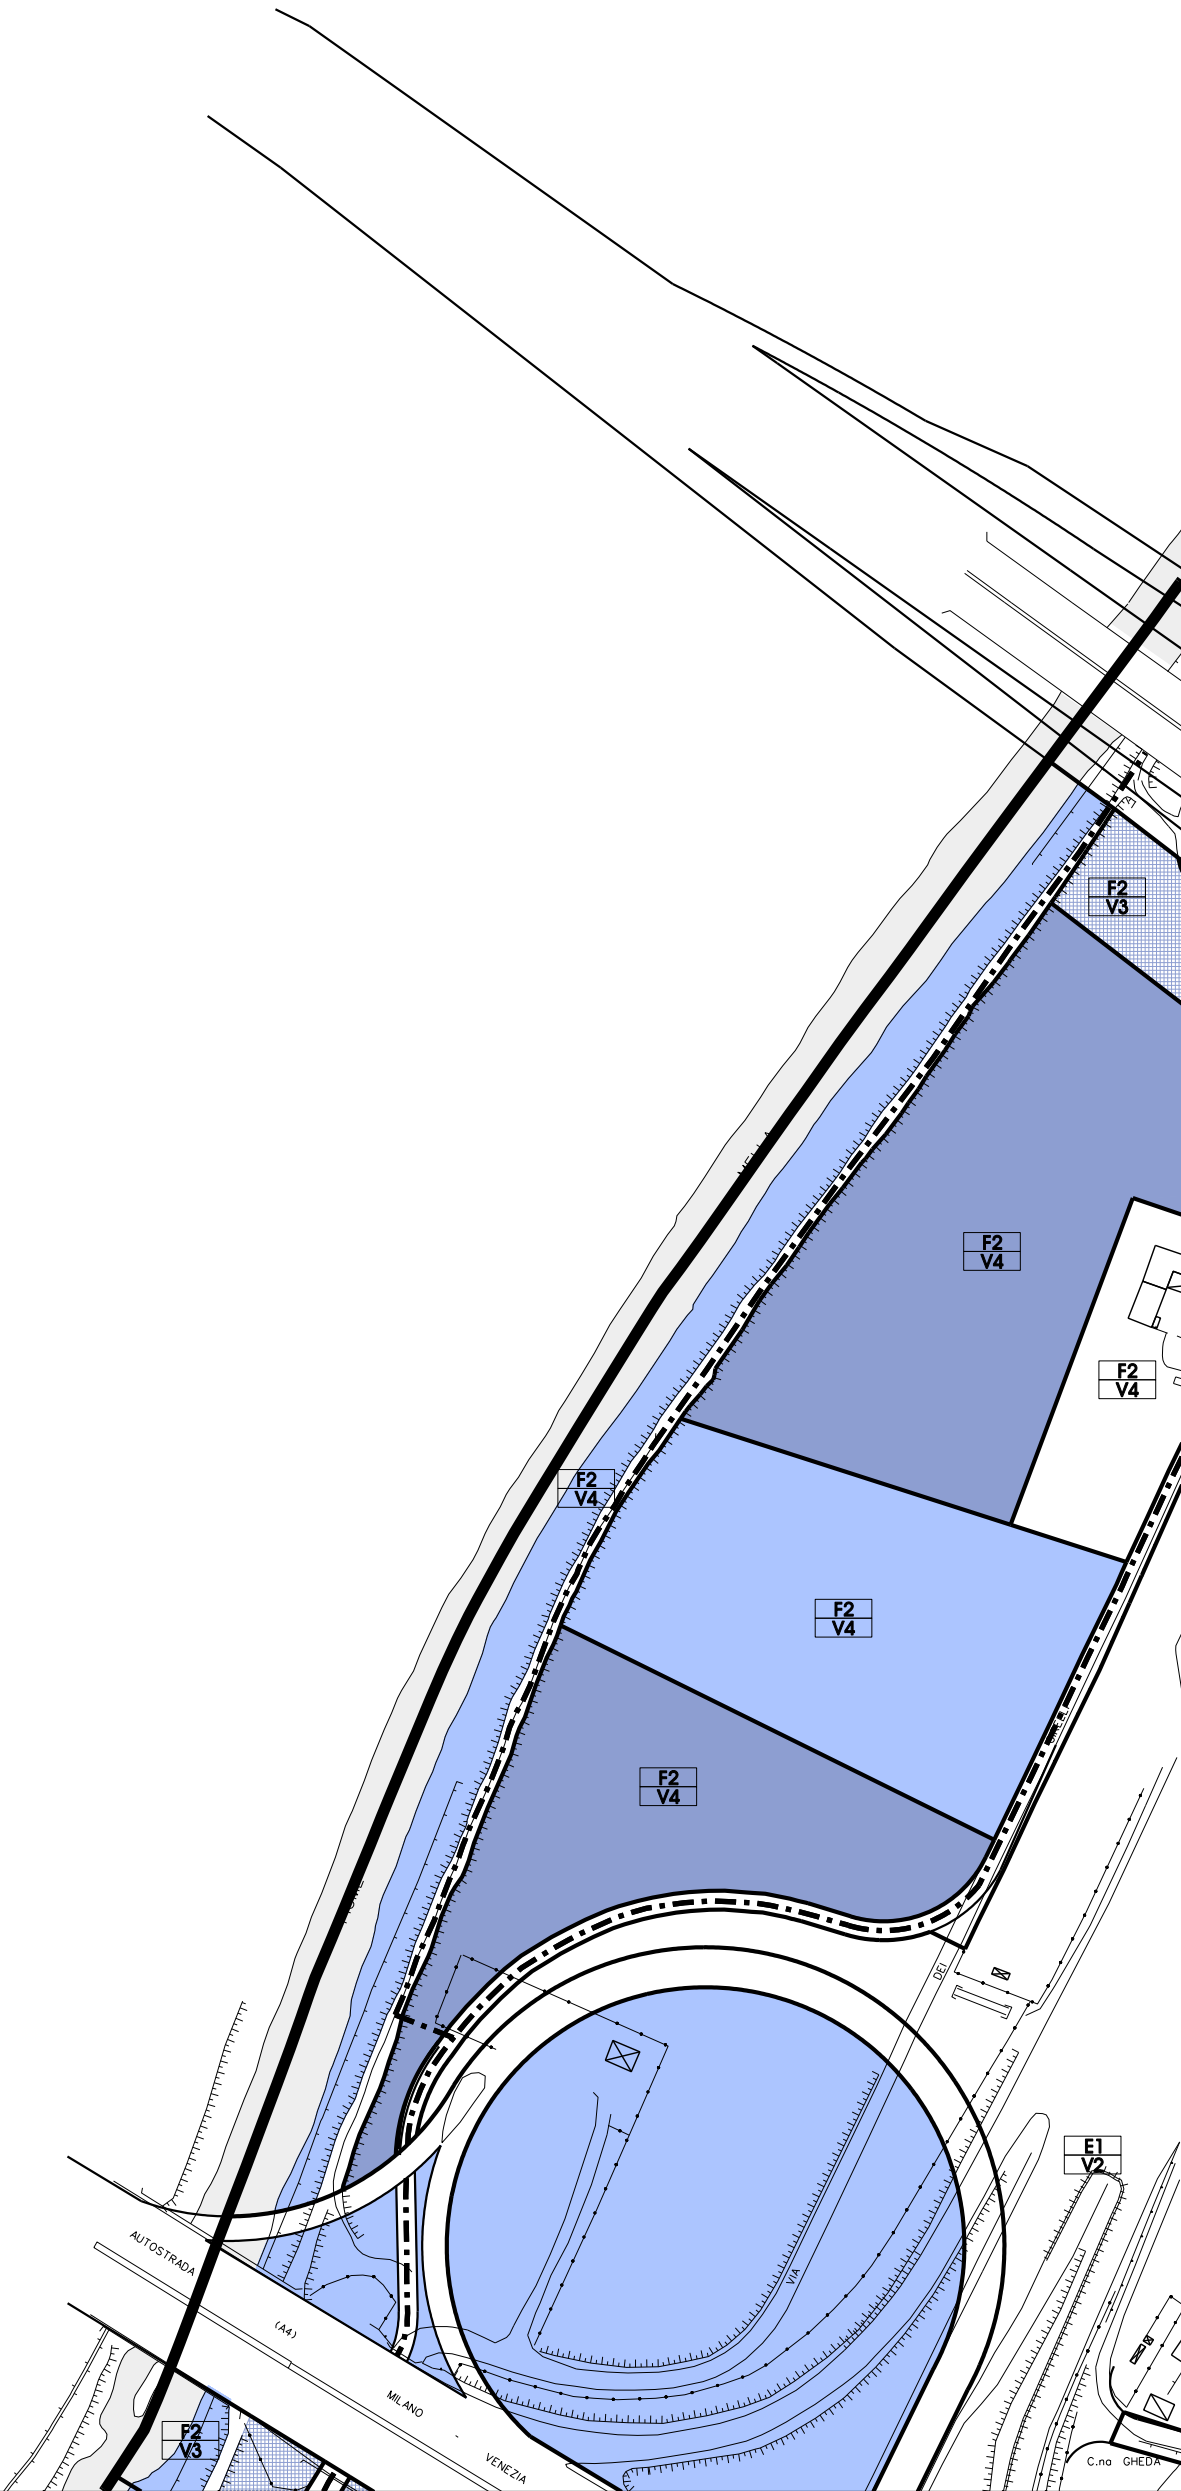 F2
V3
F2
V4
F2
V4
F2
V4
F2
V4
F2
V4
DEI
E1
V2
VIA
AUTOSTRADA
(A4)
MILANO
-
VENEZIA
F2
V3
C.na GHEDA